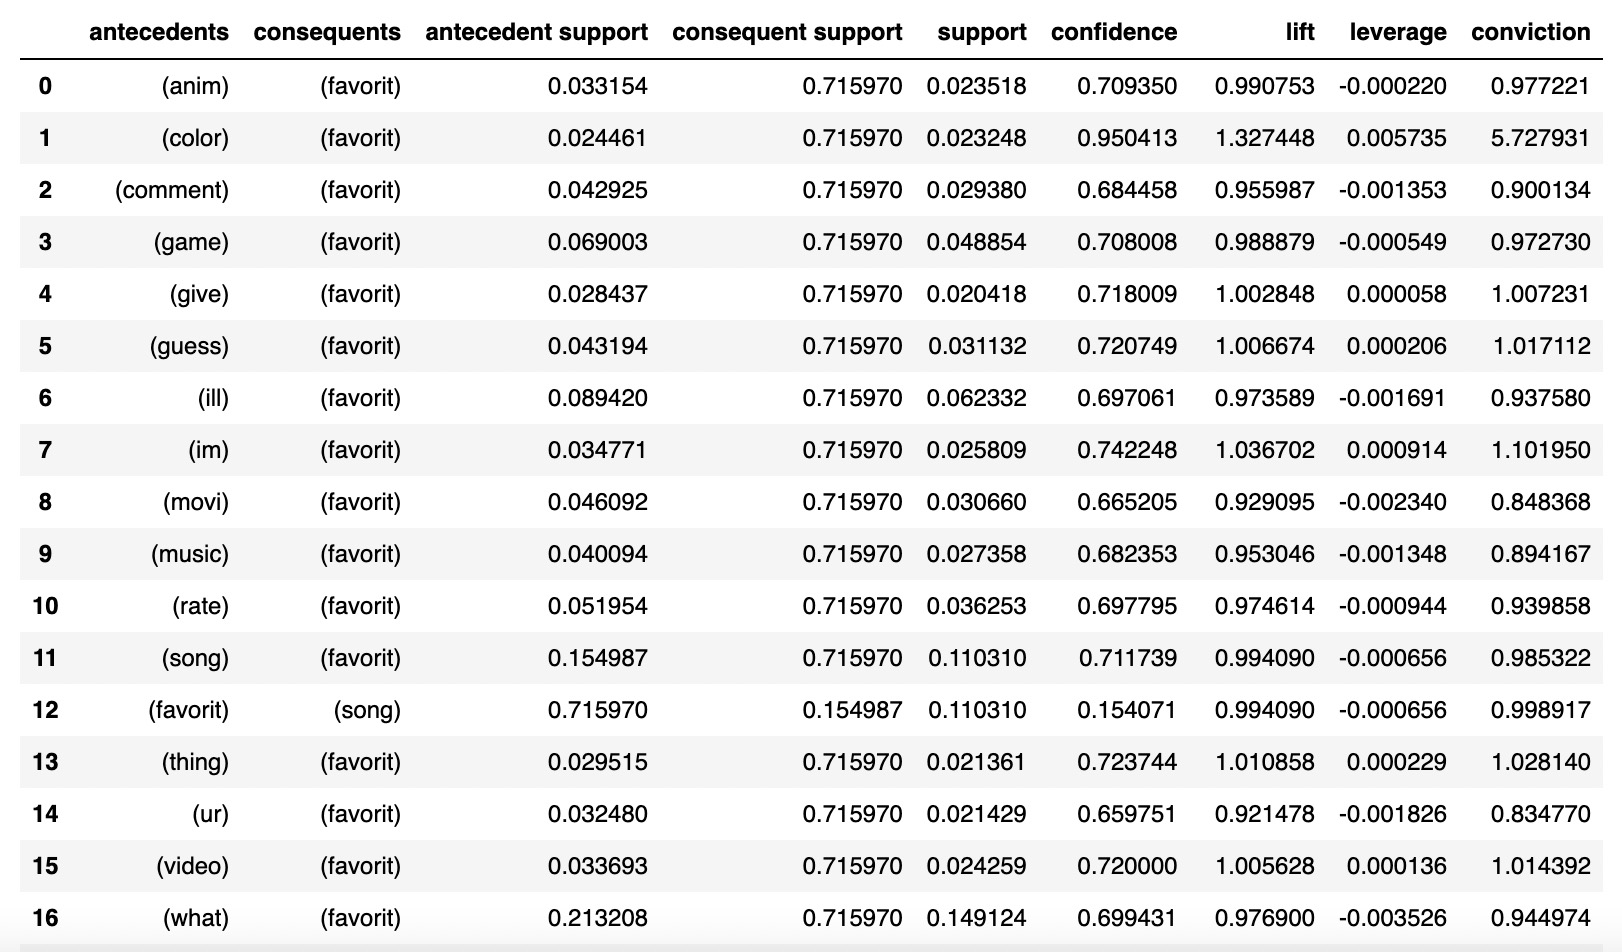 antecedents consequents antecedent support consequent support support confidence lift leverage conviction
0 (anim) (favorit) 0.033154 0.715970 0.023518 0.709350 0.990753 -0.000220 0.977221
1 (color) (favorit) 0.024461 0.715970 0.023248 0.950413 1.327448 0.005735 5.727931
2 (comment) (favorit) 0.042925 0.715970 0.029380 0.684458 0.955987 -0.001353 0.900134
3 (game) (favorit) 0.069003 0.715970 0.048854 0.708008 0.988879 -0.000549 0.972730
4 (give) (favorit) 0.028437 0.715970 0.020418 0.718009 1.002848 0.000058 1.007231
5 (guess) (favorit) 0.043194 0.715970 0.031132 0.720749 1.006674 0.000206 1.017112
6 (ill) (favorit) 0.089420 0.715970 0.062332 0.697061 0.973589 -0.001691 0.937580
7 (im) (favorit) 0.034771 0.715970 0.025809 0.742248 1.036702 0.000914 1.101950
8 (movi) (favorit) 0.046092 0.715970 0.030660 0.665205 0.929095 -0.002340 0.848368
9 (music) (favorit) 0.040094 0.715970 0.027358 0.682353 0.953046 -0.001348 0.894167
10 (rate) (favorit) 0.051954 0.715970 0.036253 0.697795 0.974614 -0.000944 0.939858
11 (song) (favorit) 0.154987 0.715970 0.110310 0.711739 0.994090 -0.000656 0.985322
12 (favorit) (song) 0.715970 0.154987 0.110310 0.154071 0.994090 -0.000656 0.998917
13 (thing) (favorit) 0.029515 0.715970 0.021361 0.723744 1.010858 0.000229 1.028140
14 (ur) (favorit) 0.032480 0.715970 0.021429 0.659751 0.921478 -0.001826 0.834770
15 (video) (favorit) 0.033693 0.715970 0.024259 0.720000 1.005628 0.000136 1.014392
16 (what) (favorit) 0.213208 0.715970 0.149124 0.699431 0.976900 -0.003526 0.944974